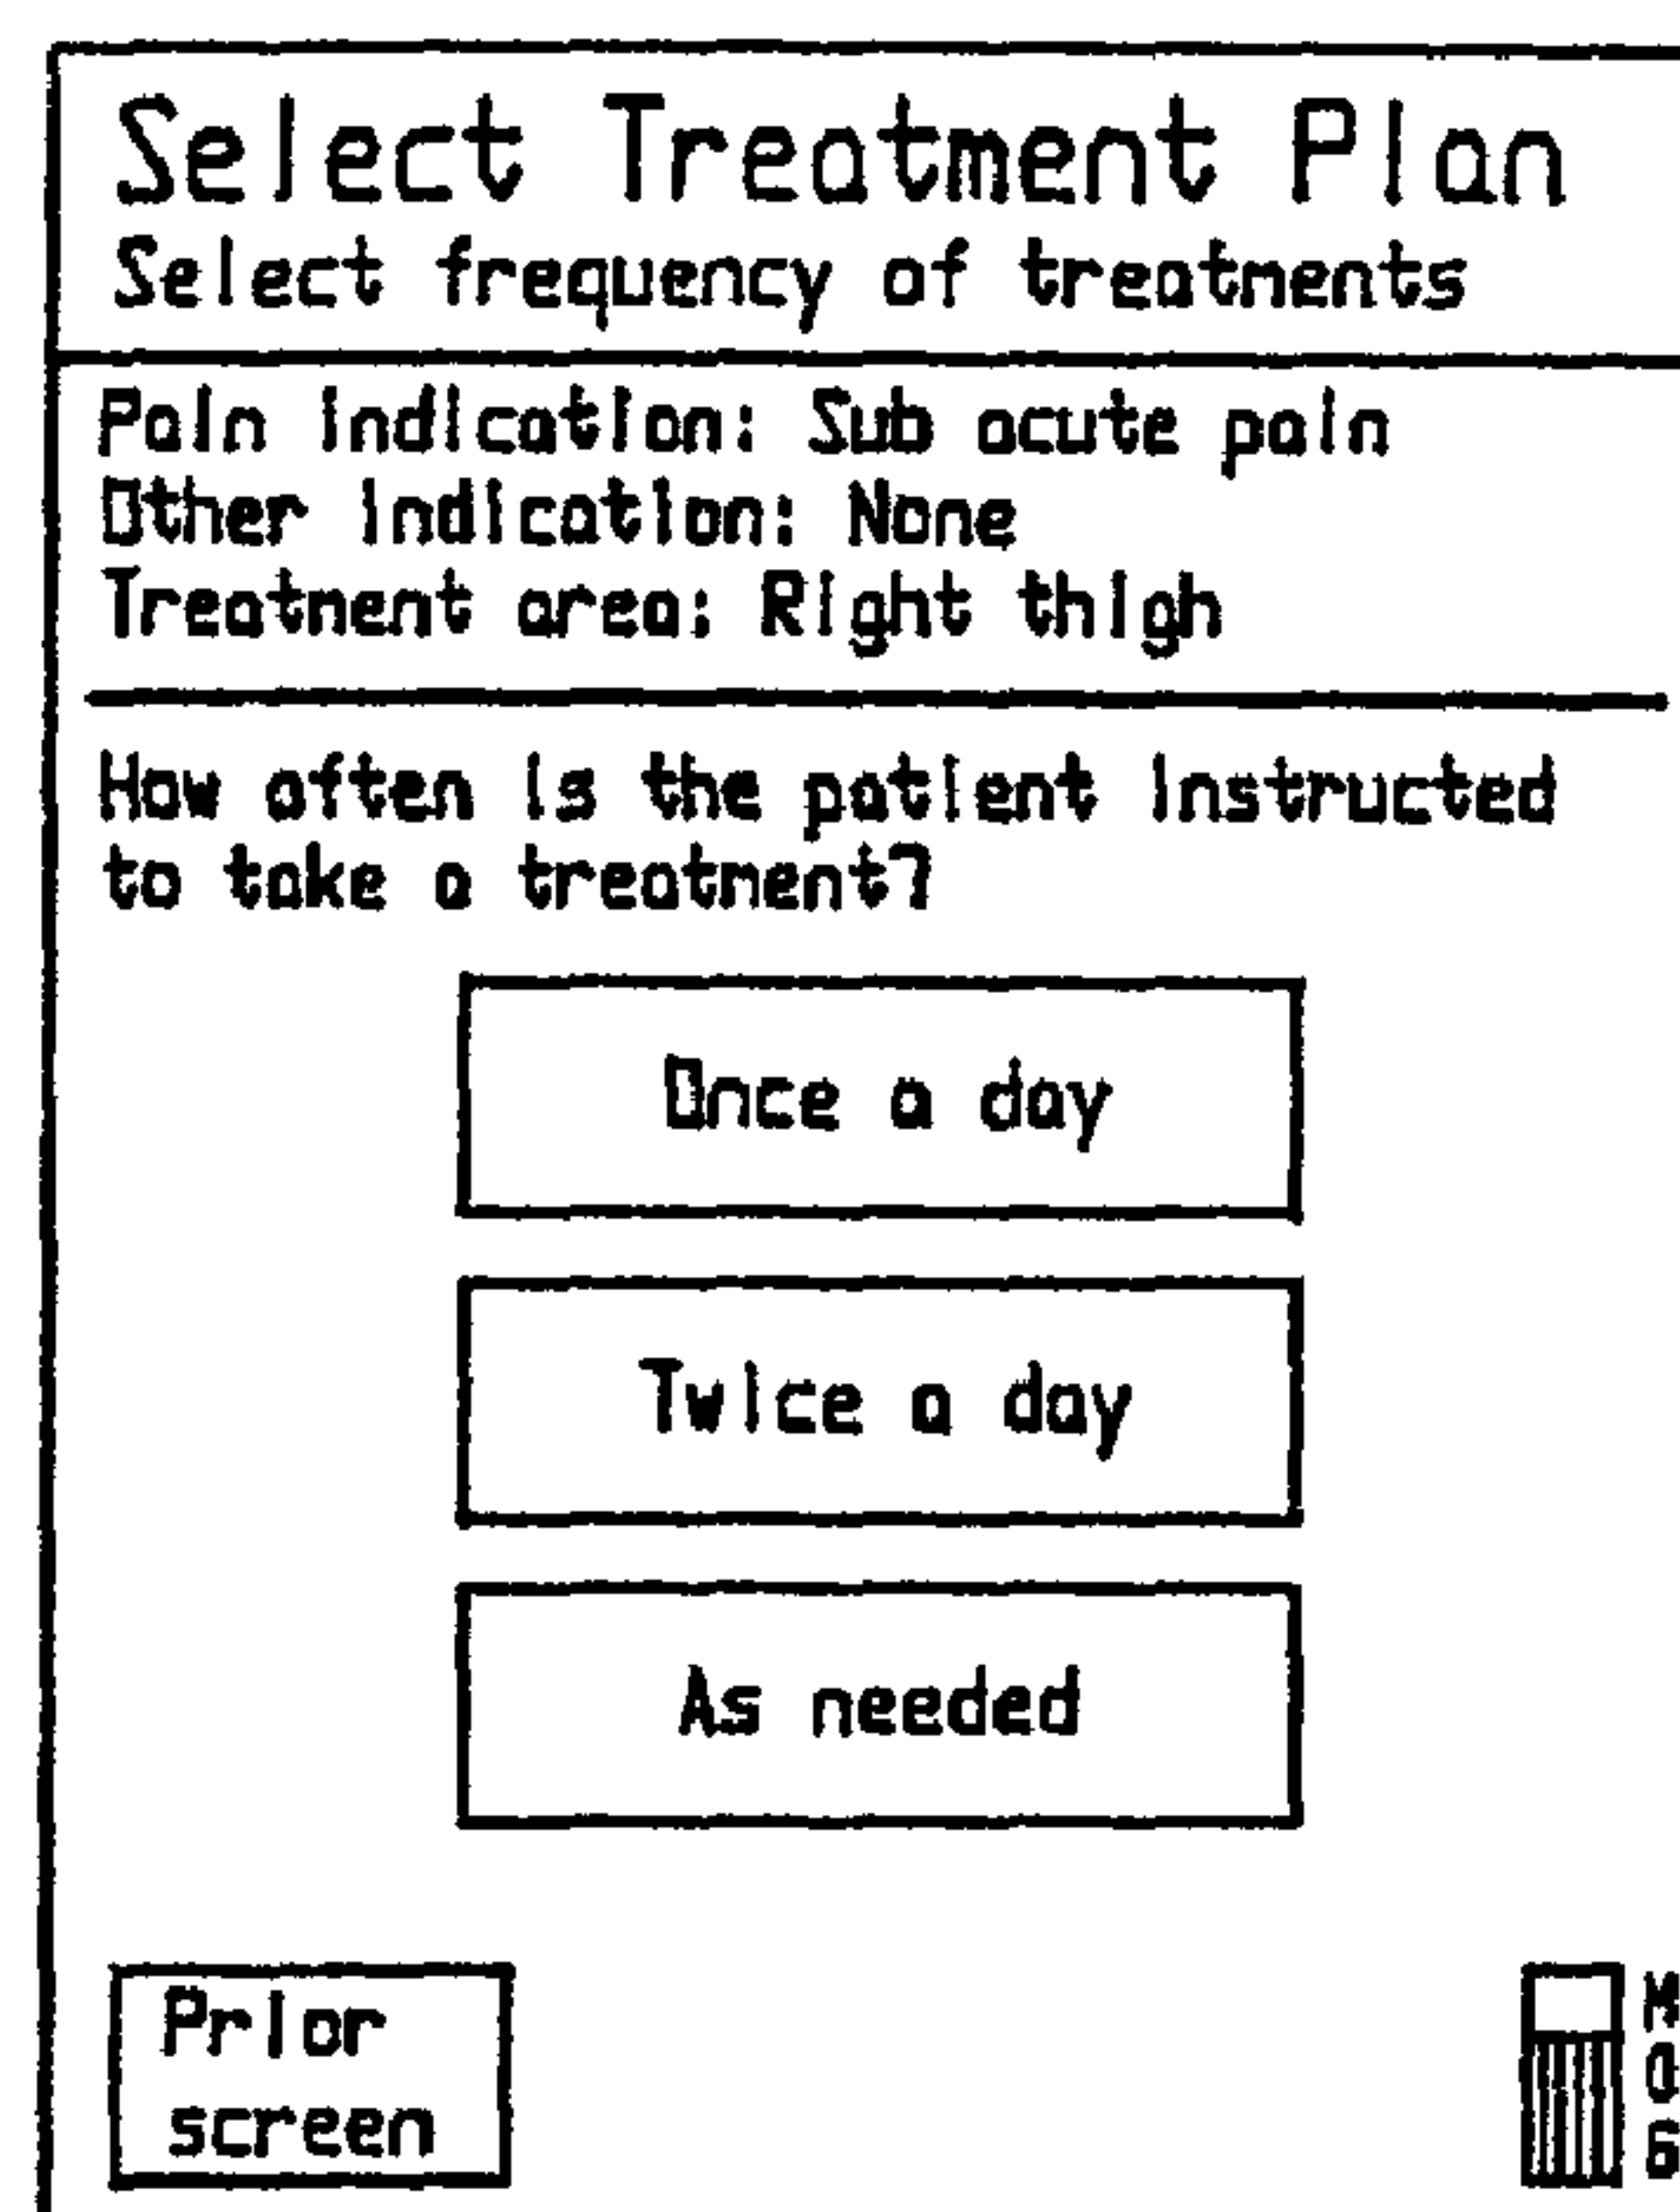 Select Treatment Plan
Select frequency of treatments
Pain indication: Sub acute pain
Other indication: None
Treatment area: Right thigh
How often is the patient instructed
to take a treatment?
Once a day
Twice a day
As needed
Prior
screen